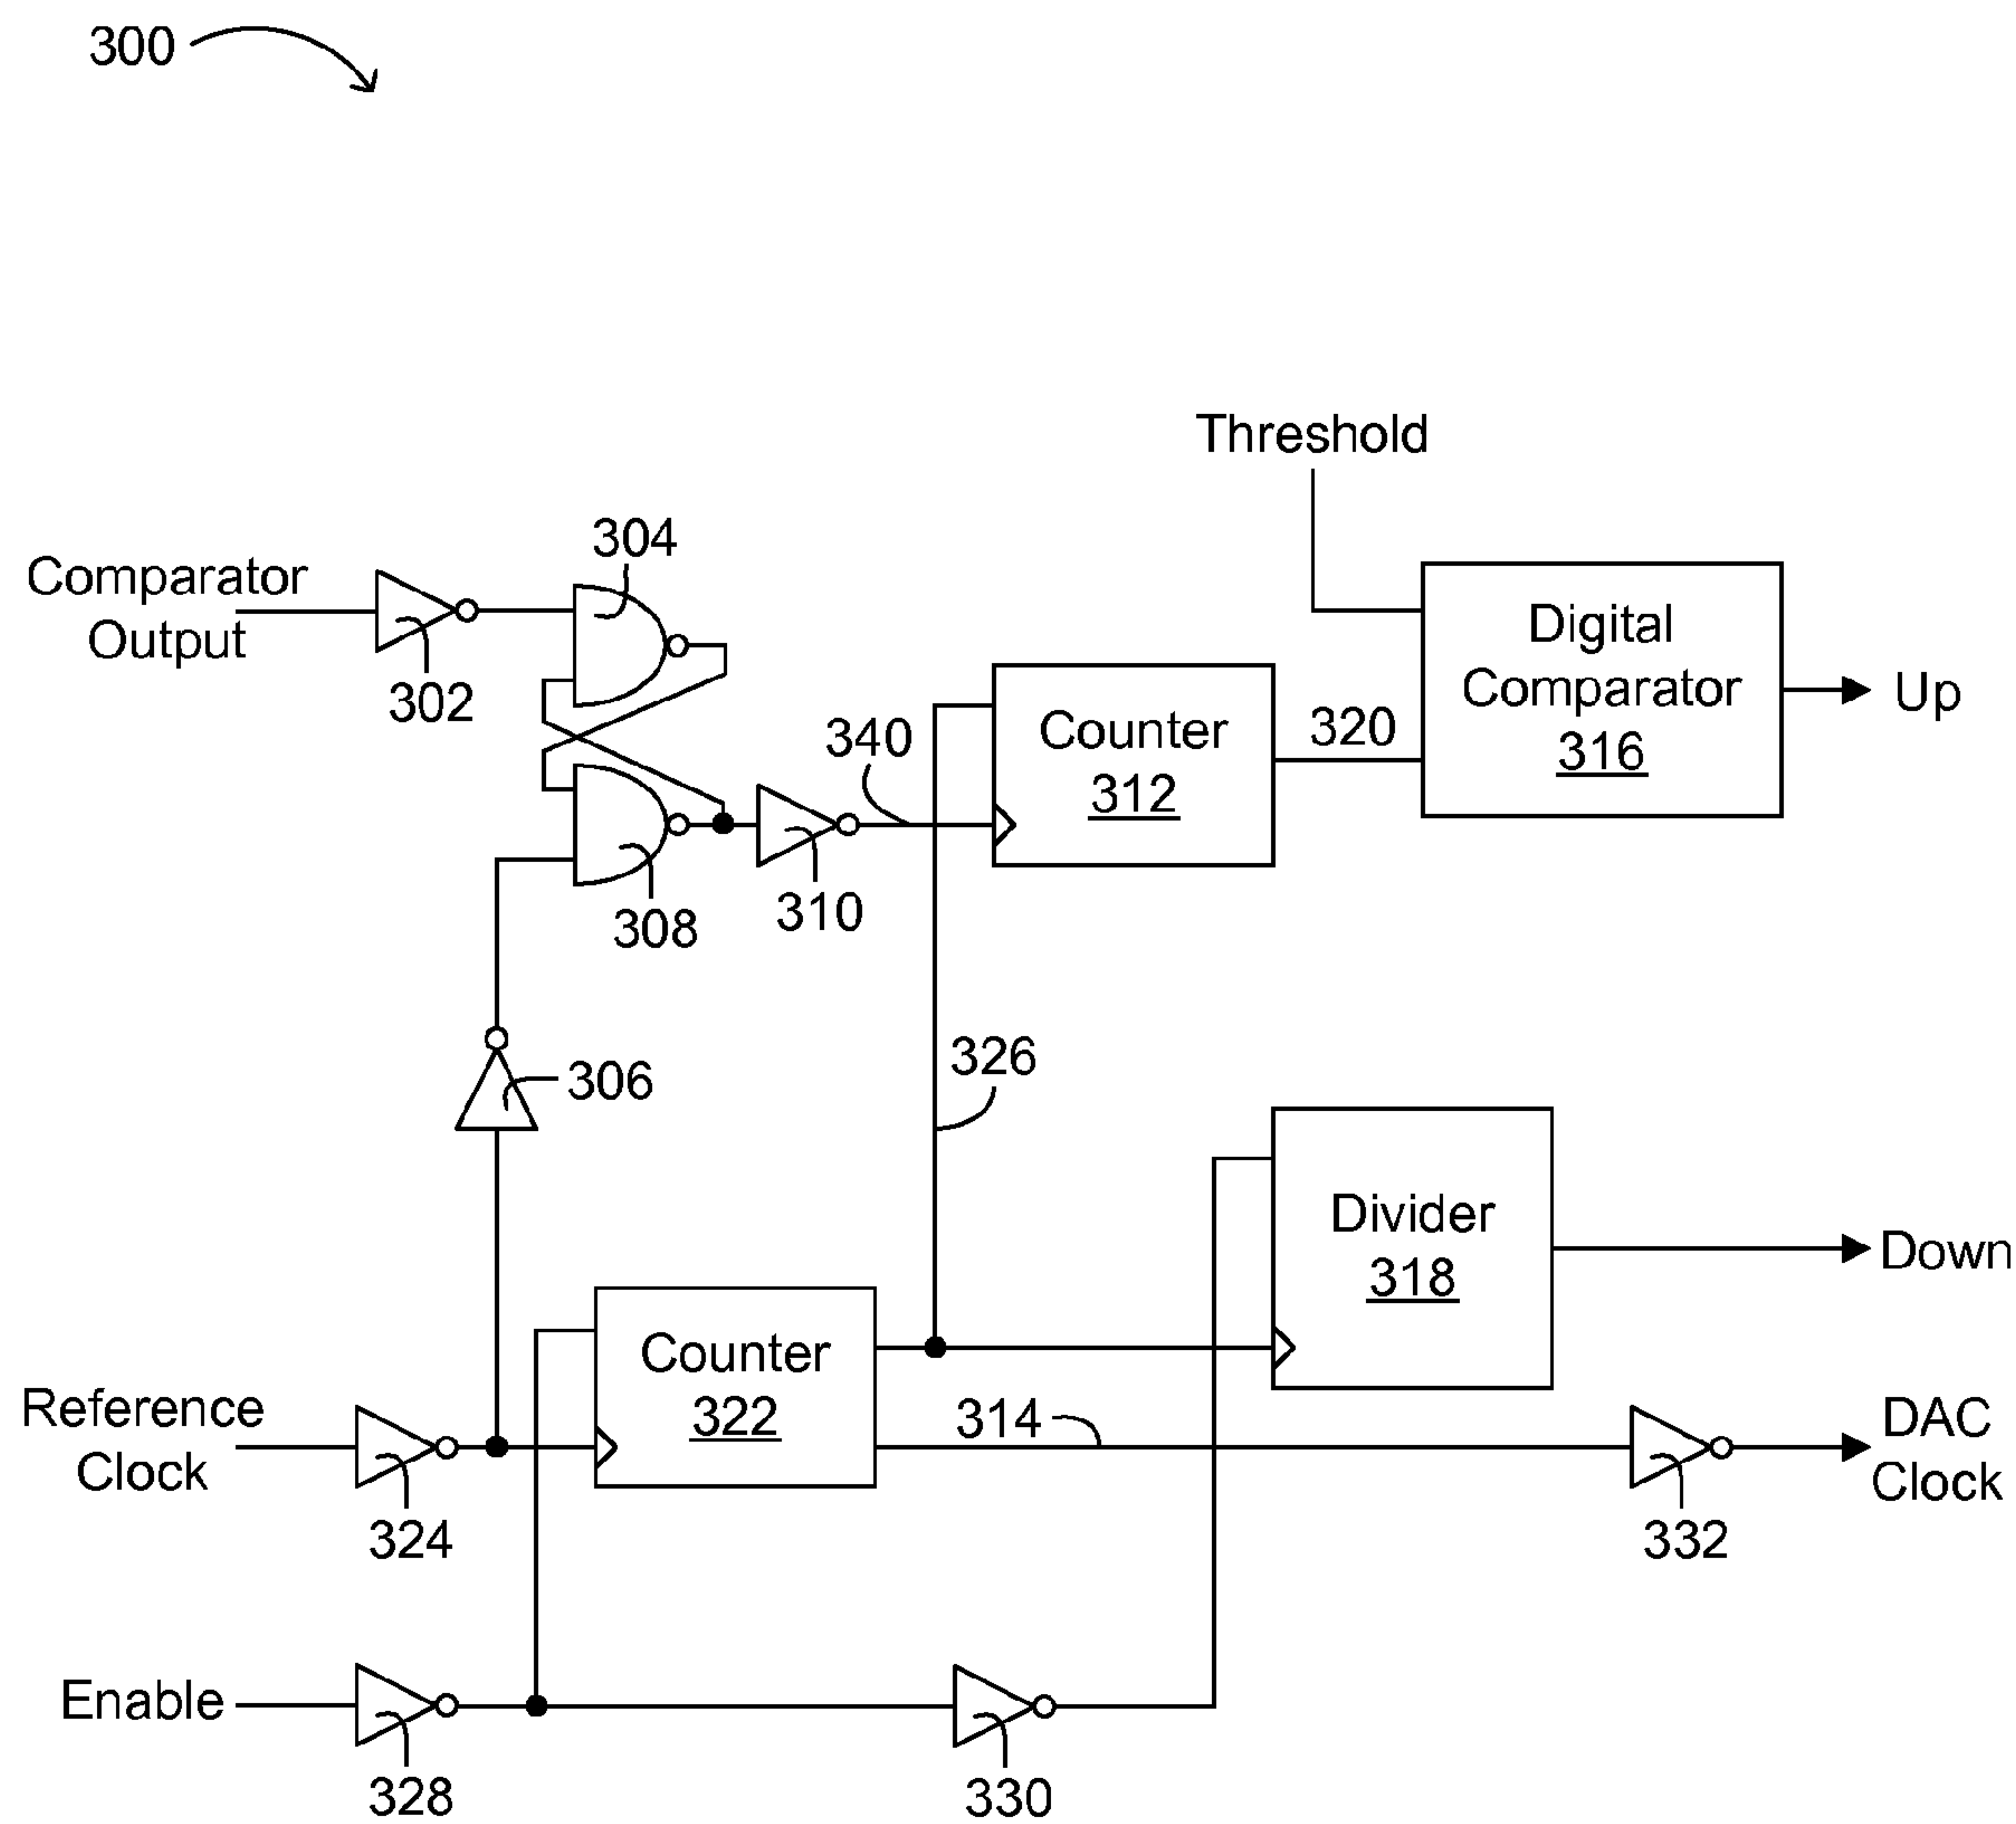 300
Threshold
304
Comparator
Output
302
Digital
Comparator
316
Up
340
Counter
312
320
308
310
306
326
Divider
318
Down
Counter
322
Reference
Clock
324
314
DAC
Clock
332
Enable
328
330